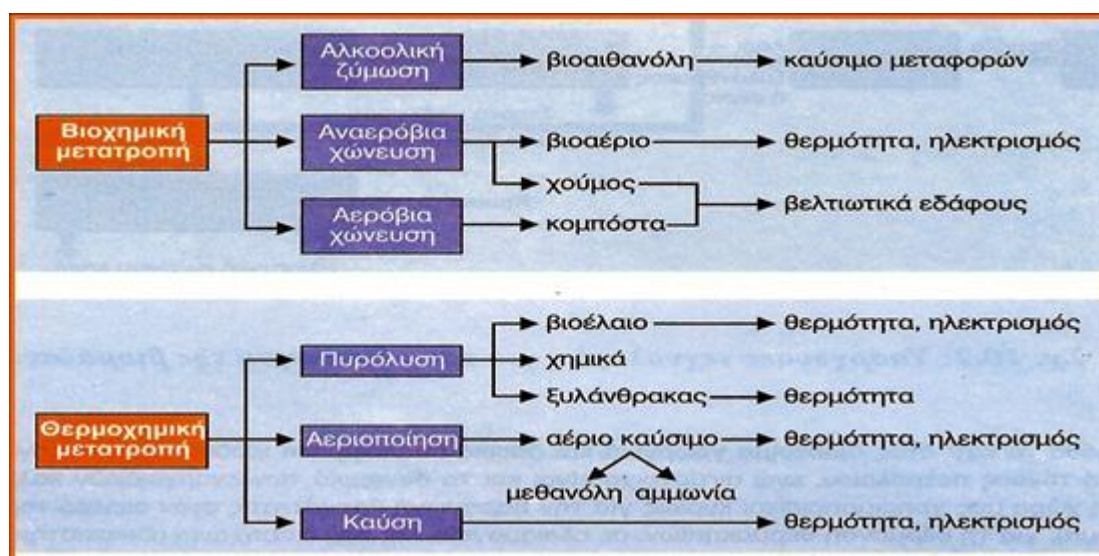 Αλκοολική
ζύμωση
βιοαιθανόλη
καύσιμο μεταφορών
Βιοχημική
μετατροπή
Αναερόβια
χώνευση
βιοαέριο
θερμότητα, ηλεκτρισμός
χούμος
βελτιωτικά εδάφους
Αερόβια
χώνευση
κομπόστα
Πυρόλυση
βιοέλαιο
θερμότητα, ηλεκτρισμός
χημικά
ξυλάνθρακας
θερμότητα
Θερμοχημική
μετατροπή
Αεριοποίηση
αέριο καύσιμο
θερμότητα, ηλεκτρισμός
μεθανόλη αμμωνία
Καύση
θερμότητα, ηλεκτρισμός